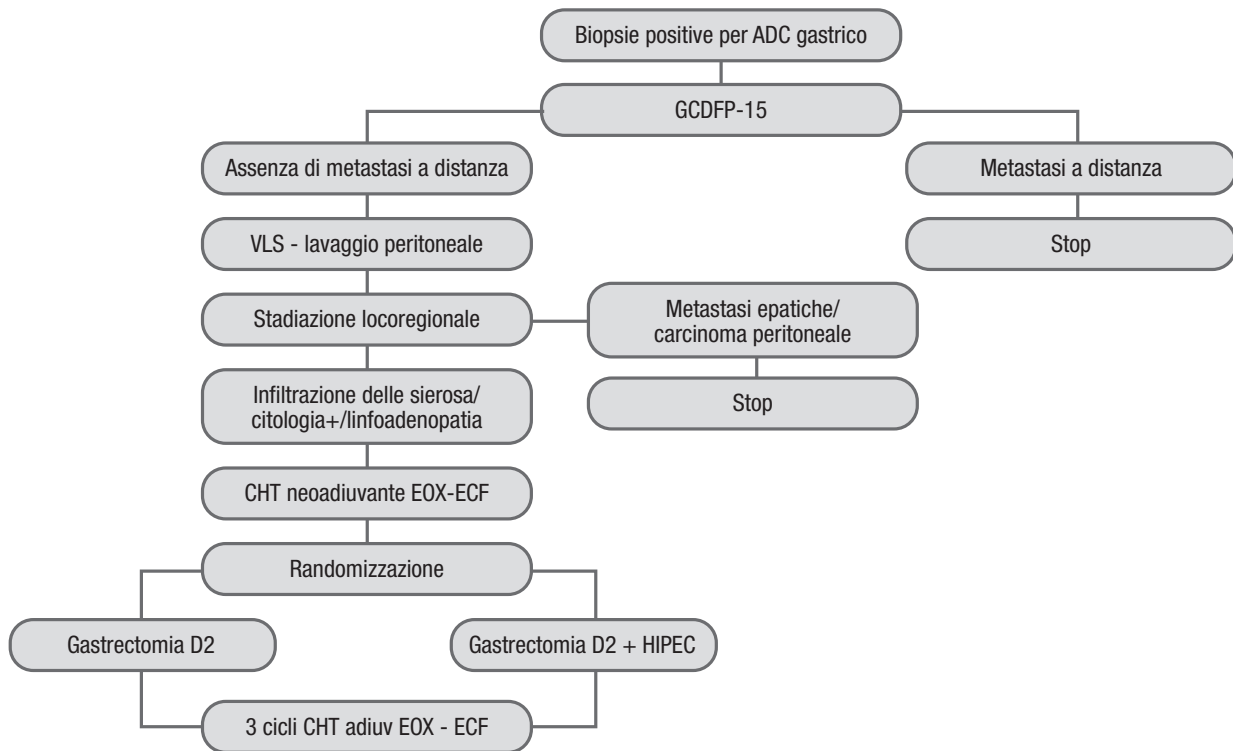 Biopsie positive per ADC gastrico
GCDFP-15
Assenza di metastasi a distanza
Metastasi a distanza
VLS - lavaggio peritoneale
Stop
Stadiazione locoregionale
Metastasi epatiche/
carcinoma peritoneale
Infiltrazione delle sierosa/
citologia+/linfoadenopatia
Stop
CHT neoadiuvante EOX-ECF
Randomizzazione
Gastrectomia D2
Gastrectomia D2 + HIPEC
3 cicli CHT adiuv EOX - ECF